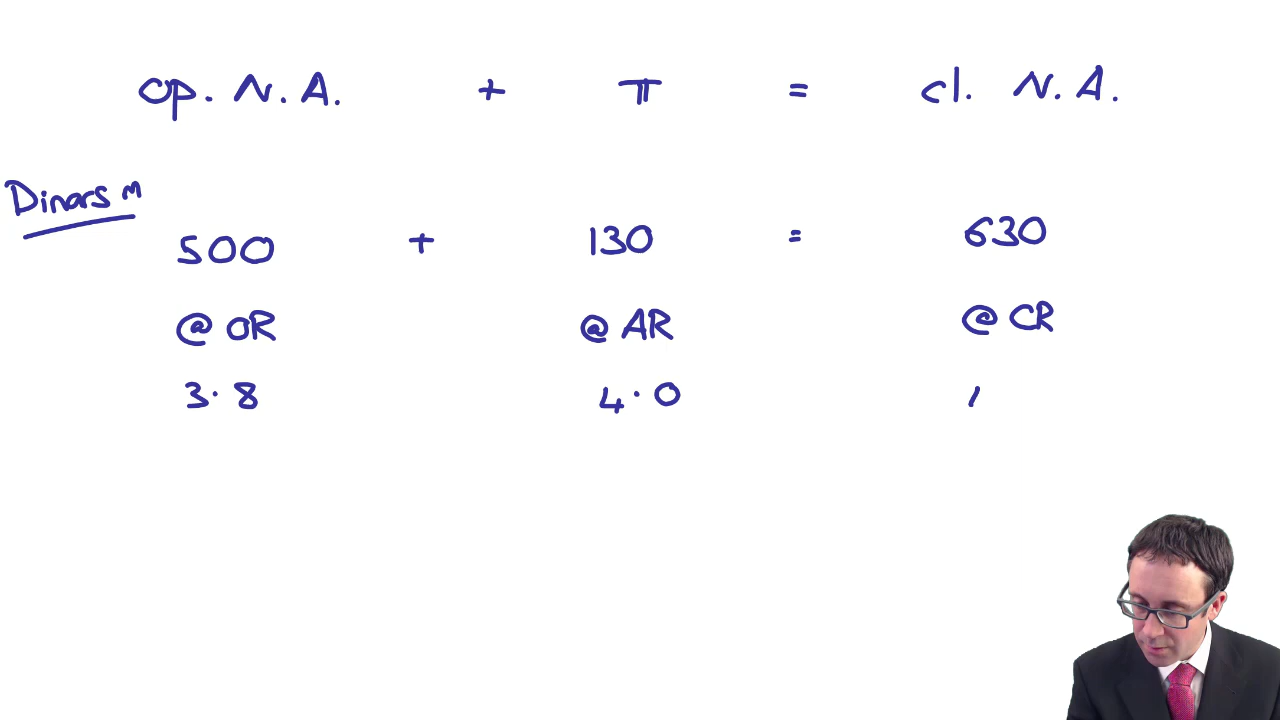 op. N.A. + π = cl. N.A.
Dinars m
500 + 130 = 630
@ OR @ AR @ CR
3.8 4.0